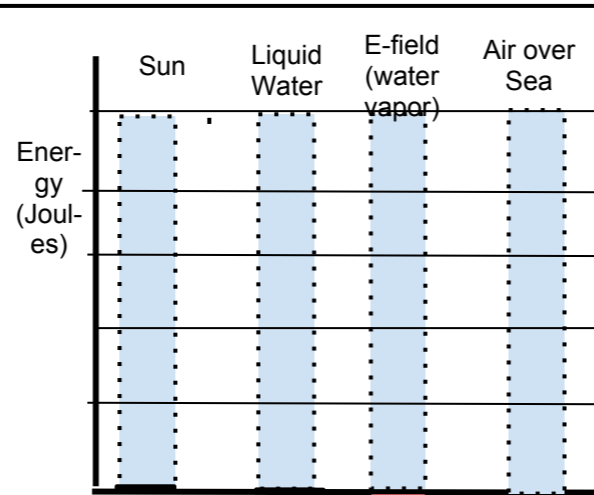 Sun
Liquid
Water
E-field
(water
vapor)
Air over
Sea
Ener-
gy
(Joul-
es)